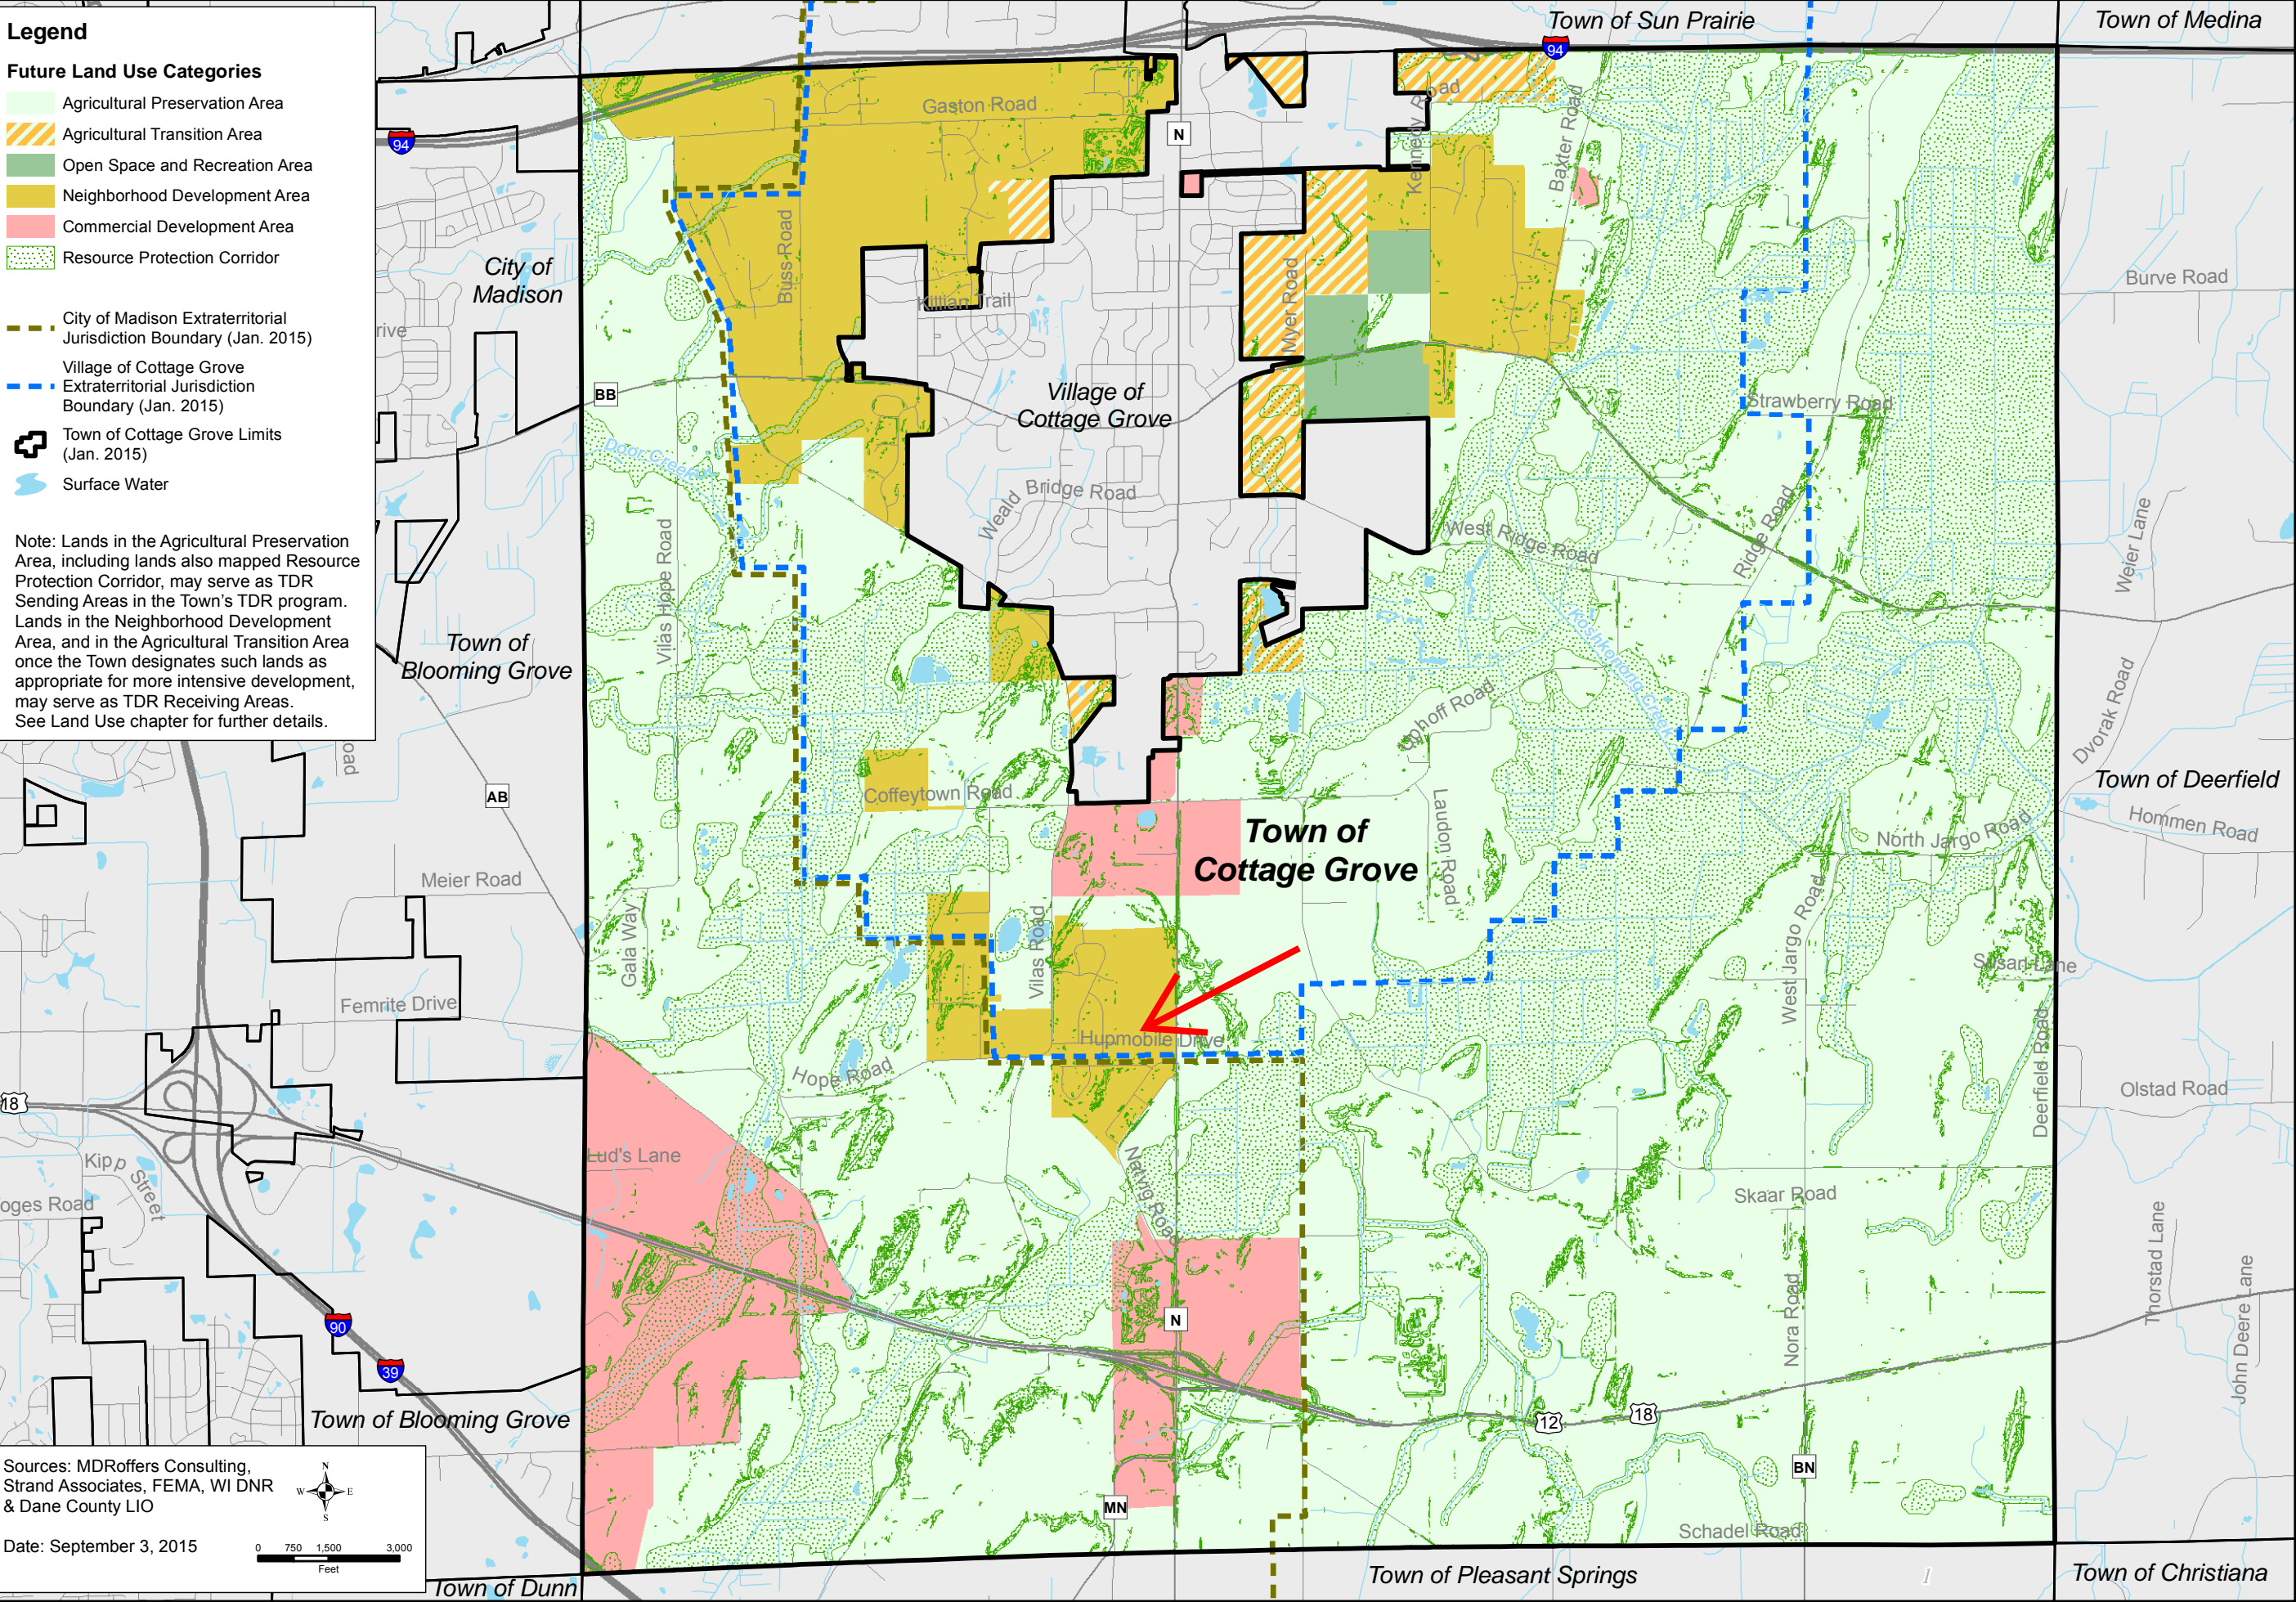 Legend
Future Land Use Categories
Agricultural Preservation Area
Agricultural Transition Area
Open Space and Recreation Area
Neighborhood Development Area
Commercial Development Area
Resource Protection Corridor
City of Madison Extraterritorial
Jurisdiction Boundary (Jan. 2015)
Village of Cottage Grove
Extraterritorial Jurisdiction
Boundary (Jan. 2015)
Town of Cottage Grove Limits
(Jan. 2015)
Surface Water
Note: Lands in the Agricultural Preservation
Area, including lands also mapped Resource
Protection Corridor, may serve as TDR
Sending Areas in the Town's TDR program.
Lands in the Neighborhood Development
Area, and in the Agricultural Transition Area
once the Town designates such lands as
appropriate for more intensive development,
may serve as TDR Receiving Areas.
See Land Use chapter for further details.
Town of Sun Prairie
Town of Medina
94
94
Gaston Road
N
Kennedy Road
Baxter Road
City of
Madison
Buss Road
Killian Trail
Myer Road
Burve Road
rive
BB
Village of
Cottage Grove
Strawberry Road
Door Creek
Weald Bridge Road
West Ridge Road
Ridge Road
Weier Lane
Vilas Hope Road
Town of
Blooming Grove
Koshkonong Creek
Uphoff Road
Dvorak Road
oad
AB
Coffeytown Road
Laudon Road
Town of Deerfield
Hommen Road
North Jargo Road
Town of
Cottage Grove
Meier Road
Gala Way
Vilas Road
West Jargo Road
Susan Lane
Femrite Drive
Hupmobile Drive
Hope Road
Deerfield Road
Olstad Road
18
Kipp Street
Lud's Lane
Natvig Road
Skaar Road
oges Road
Thorstad Lane
John Deere Lane
Nora Road
N
90
39
Town of Blooming Grove
12
18
BN
MN
Schadel Road
Sources: MDRoffers Consulting,
Strand Associates, FEMA, WI DNR
& Dane County LIO
N
W E
S
Date: September 3, 2015
0 750 1,500 3,000
Feet
Town of Dunn
Town of Pleasant Springs
1
Town of Christiana